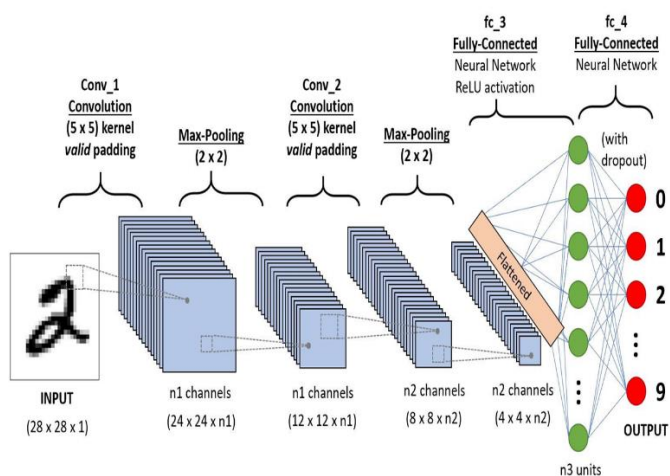 fc_3
Fully-Connected
Neural Network
ReLU activation
fc_4
Fully-Connected
Neural Network
Conv_1
Convolution
(5 x 5) kernel
valid padding
Max-Pooling
(2 x 2)
Conv_2
Convolution
(5 x 5) kernel
valid padding
Max-Pooling
(2 x 2)
(with
dropout)
Flattened
0
1
2
9
INPUT
(28 x 28 x 1)
n1 channels
(24 x 24 x n1)
n1 channels
(12 x 12 x n1)
n2 channels
(8 x 8 x n2)
n2 channels
(4 x 4 x n2)
OUTPUT
n3 units
2